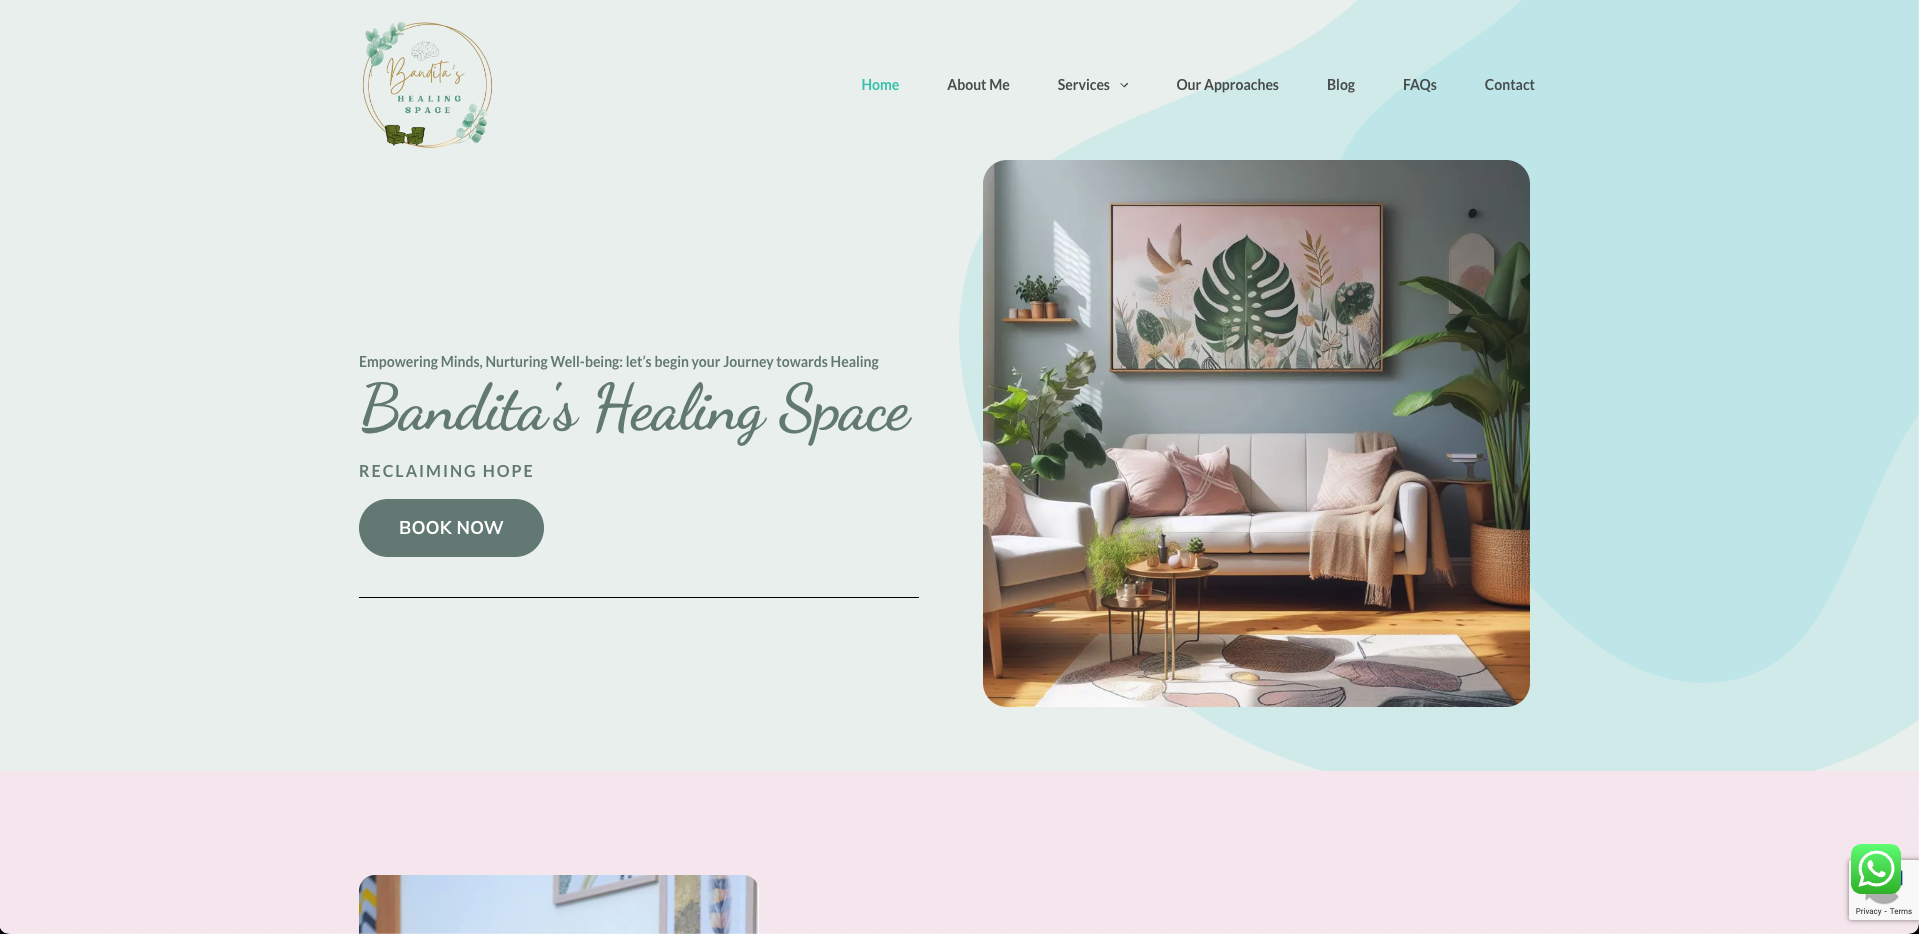 Bandita's
HEALING
SPACE
Home
About Me
Services
Our Approaches
Blog
FAQs
Contact
Empowering Minds, Nurturing Well-being: let’s begin your Journey towards Healing
Bandita's Healing Space
RECLAIMING HOPE
BOOK NOW
Privacy - Terms